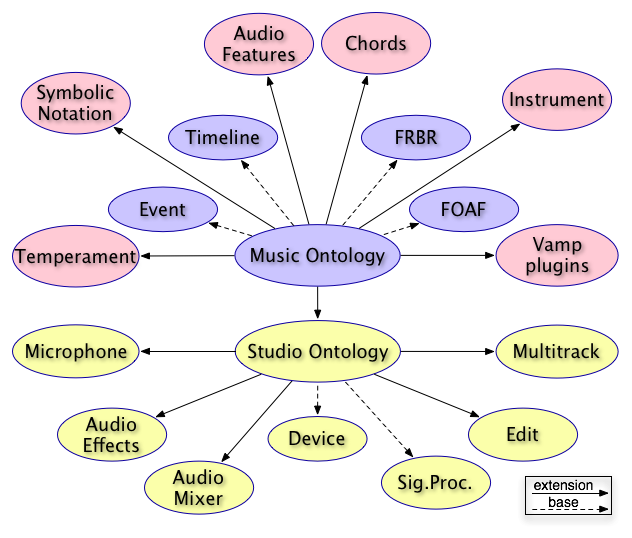 Audio
Features
Chords
Symbolic
Notation
Instrument
Timeline
FRBR
Event
FOAF
Temperament
Music Ontology
Vamp
plugins
Microphone
Studio Ontology
Multitrack
Audio
Effects
Device
Edit
Audio
Mixer
Sig.Proc.
extension
base